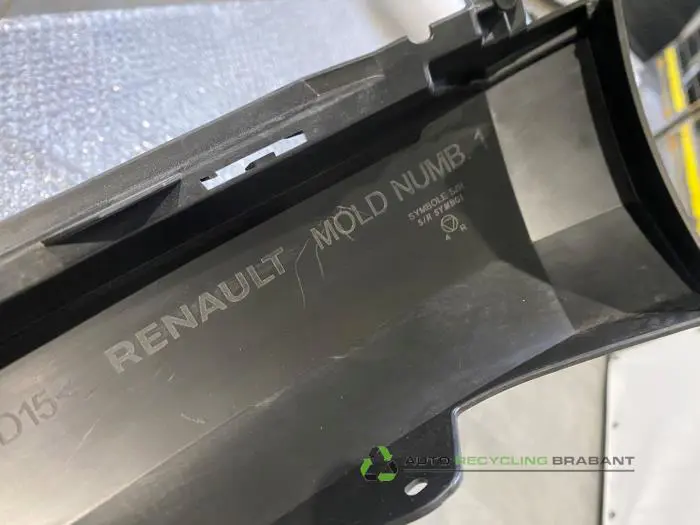 D15<
RENAULT MOLD NUMB. 1
SYMBOLE S/R
S/R SYMBOL
A R
AUTO RECYCLING BRABANT